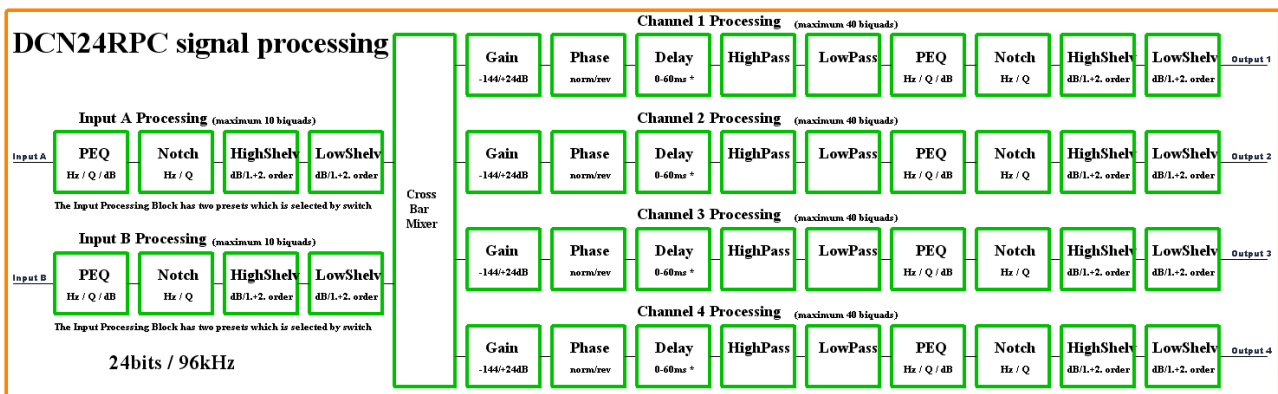 DCN24RPC signal processing
Input A Processing (maximum 10 biquads)
Input A
PEQ
Hz / Q / dB
Notch
Hz / Q
HighShelv
dB/1.+2. order
LowShelv
dB/1.+2. order
The Input Processing Block has two presets which is selected by switch
Input B Processing (maximum 10 biquads)
Input B
PEQ
Hz / Q / dB
Notch
Hz / Q
HighShelv
dB/1.+2. order
LowShelv
dB/1.+2. order
The Input Processing Block has two presets which is selected by switch
24bits / 96kHz
Cross
Bar
Mixer
Channel 1 Processing (maximum 40 biquads)
Gain
-144/+24dB
Phase
norm/rev
Delay
0-60ms *
HighPass
LowPass
PEQ
Hz / Q / dB
Notch
Hz / Q
HighShelv
dB/1.+2. order
LowShelv
dB/1.+2. order
Output 1
Channel 2 Processing (maximum 40 biquads)
Gain
-144/+24dB
Phase
norm/rev
Delay
0-60ms *
HighPass
LowPass
PEQ
Hz / Q / dB
Notch
Hz / Q
HighShelv
dB/1.+2. order
LowShelv
dB/1.+2. order
Output 2
Channel 3 Processing (maximum 40 biquads)
Gain
-144/+24dB
Phase
norm/rev
Delay
0-60ms *
HighPass
LowPass
PEQ
Hz / Q / dB
Notch
Hz / Q
HighShelv
dB/1.+2. order
LowShelv
dB/1.+2. order
Output 3
Channel 4 Processing (maximum 40 biquads)
Gain
-144/+24dB
Phase
norm/rev
Delay
0-60ms *
HighPass
LowPass
PEQ
Hz / Q / dB
Notch
Hz / Q
HighShelv
dB/1.+2. order
LowShelv
dB/1.+2. order
Output 4